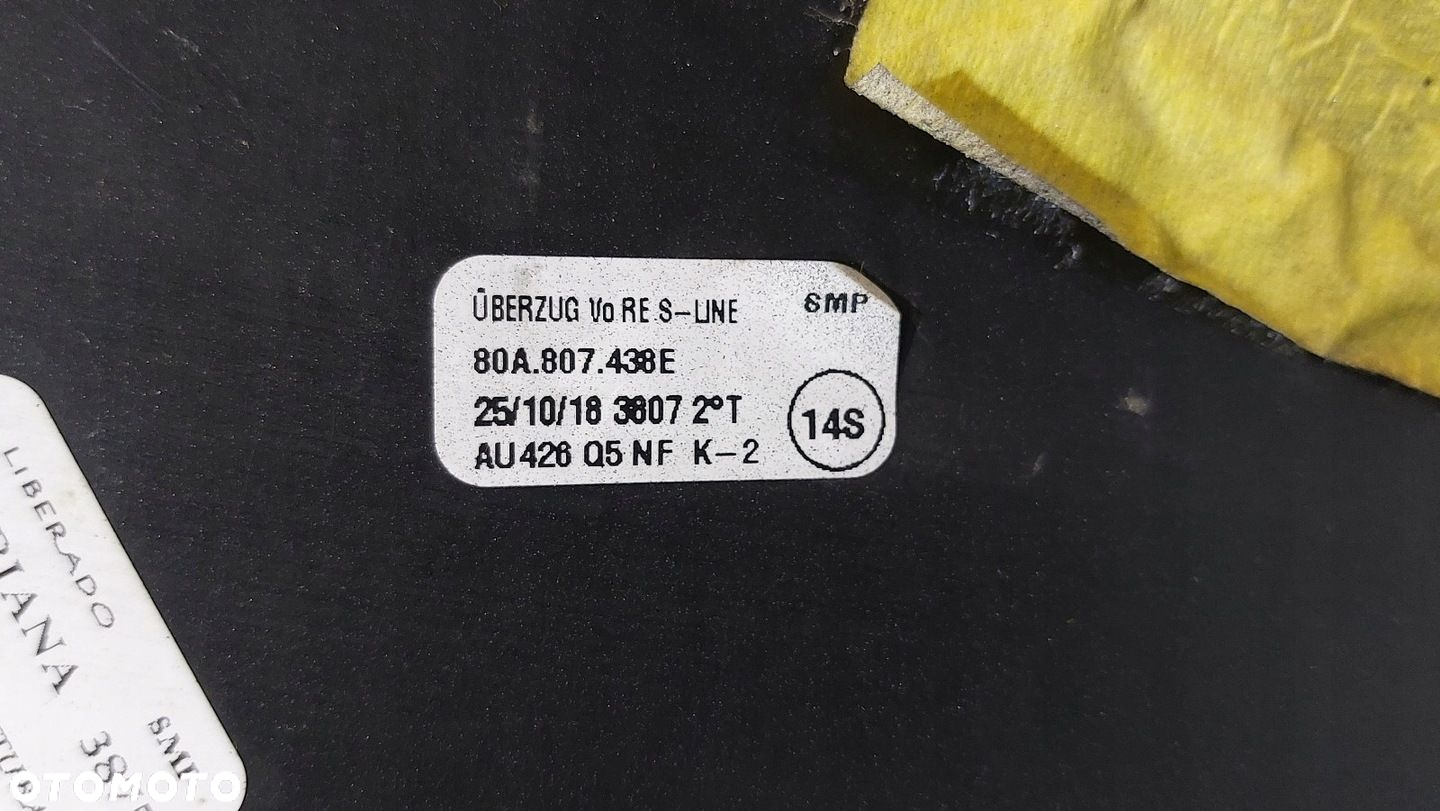 ÜBERZUG Vo RE S-LINE
SMP
80A.807.438E
25/10/18 3807 2°T
14S
AU426 Q5 NF K-2
LIBERADO
SMP
OTOMOTO